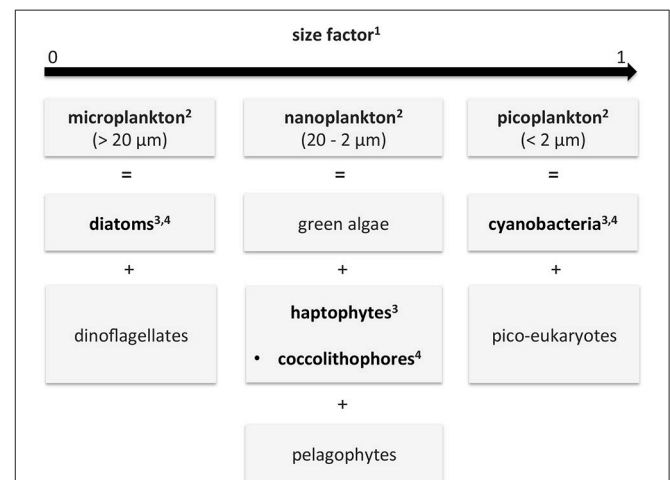 size factor¹
0 1
microplankton² nanoplankton² picoplankton²
(> 20 µm) (20 - 2 µm) (< 2 µm)
= = =
diatoms³,⁴ green algae cyanobacteria³,⁴
+ + +
haptophytes³
dinoflagellates pico-eukaryotes
• coccolithophores⁴
+
pelagophytes